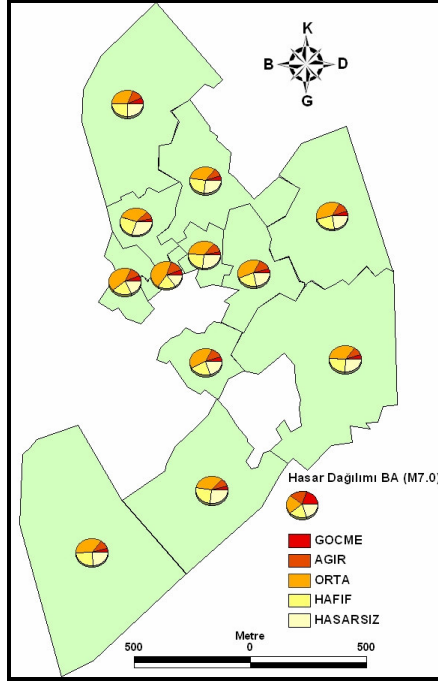 K
B D
G
Hasar Dağılımı BA (M7.0)
GOCME
AGIR
ORTA
HAFIF
HASARSIZ
Metre
500 0 500